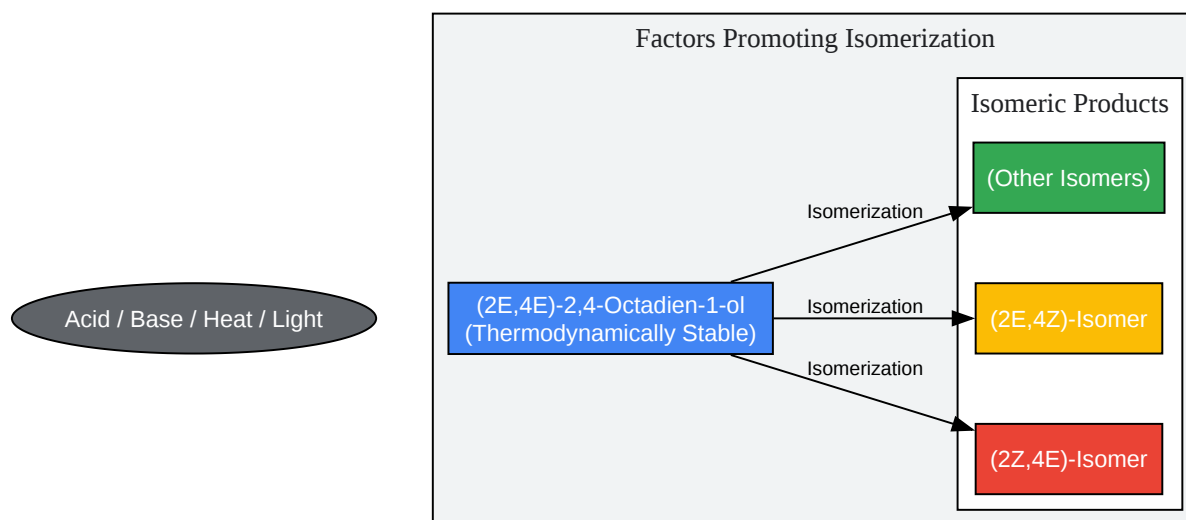 Factors Promoting Isomerization
Isomeric Products
(Other Isomers)
Isomerization
Acid / Base / Heat / Light
(2E,4E)-2,4-Octadien-1-ol
(Thermodynamically Stable)
Isomerization
(2E,4Z)-Isomer
Isomerization
(2Z,4E)-Isomer